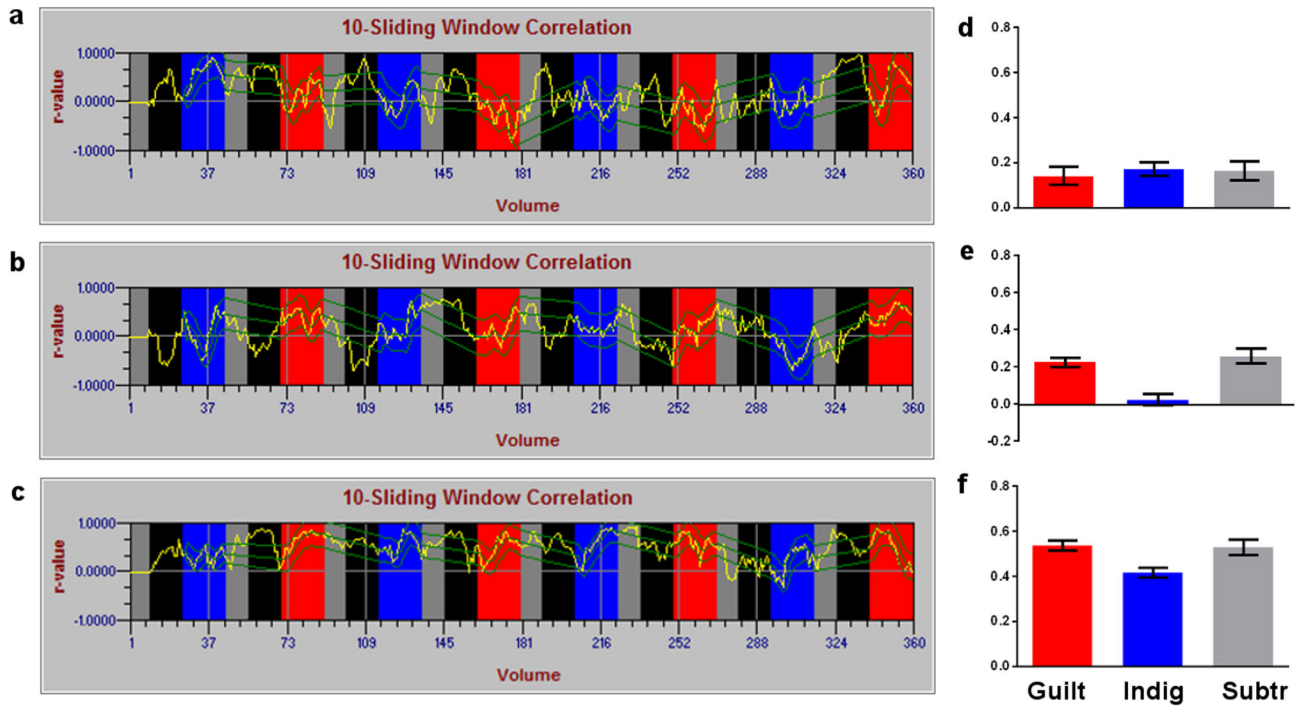 a
10-Sliding Window Correlation
1.0000
0.0000
-1.0000
r-value
1 37 73 109 145 181 216 252 288 324 360
Volume
b
10-Sliding Window Correlation
1.0000
0.0000
-1.0000
r-value
1 37 73 109 145 181 216 252 288 324 360
Volume
c
10-Sliding Window Correlation
1.0000
0.0000
-1.0000
r-value
1 37 73 109 145 181 216 252 288 324 360
Volume
d
0.8
0.6
0.4
0.2
0.0
e
0.8
0.6
0.4
0.2
0.0
-0.2
f
0.8
0.6
0.4
0.2
0.0
Guilt Indig Subtr